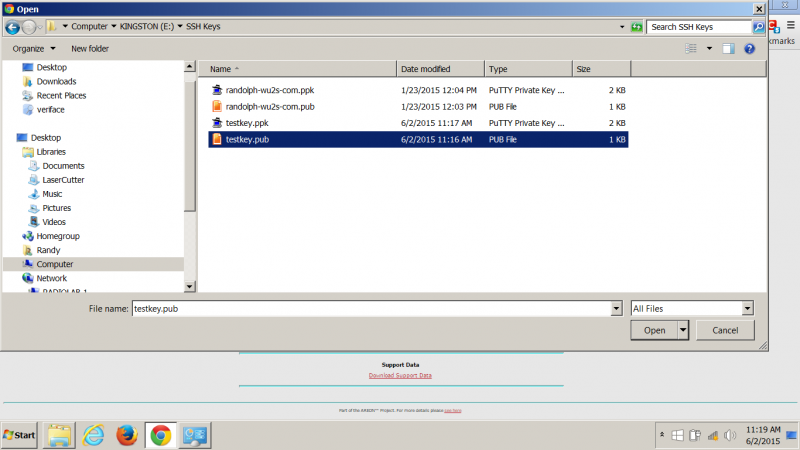 Open
Computer KINGSTON (E:) SSH Keys
Search SSH Keys
Organize New folder
kmarks
Name Date modified Type Size
Desktop
Downloads
Recent Places
veriface
Desktop
Libraries
Documents
LaserCutter
Music
Pictures
Videos
Homegroup
Randy
Computer
Network
RADIOLAB-1
randolph-wu2s-com.ppk 1/23/2015 12:04 PM PuTTY Private Key ... 2 KB
randolph-wu2s-com.pub 1/23/2015 12:03 PM PUB File 1 KB
testkey.ppk 6/2/2015 11:17 AM PuTTY Private Key ... 2 KB
testkey.pub 6/2/2015 11:16 AM PUB File 1 KB
File name: testkey.pub All Files
Open Cancel
Support Data
Download Support Data
Part of the AREDN™ Project. For more details please see here
Start
11:19 AM
6/2/2015